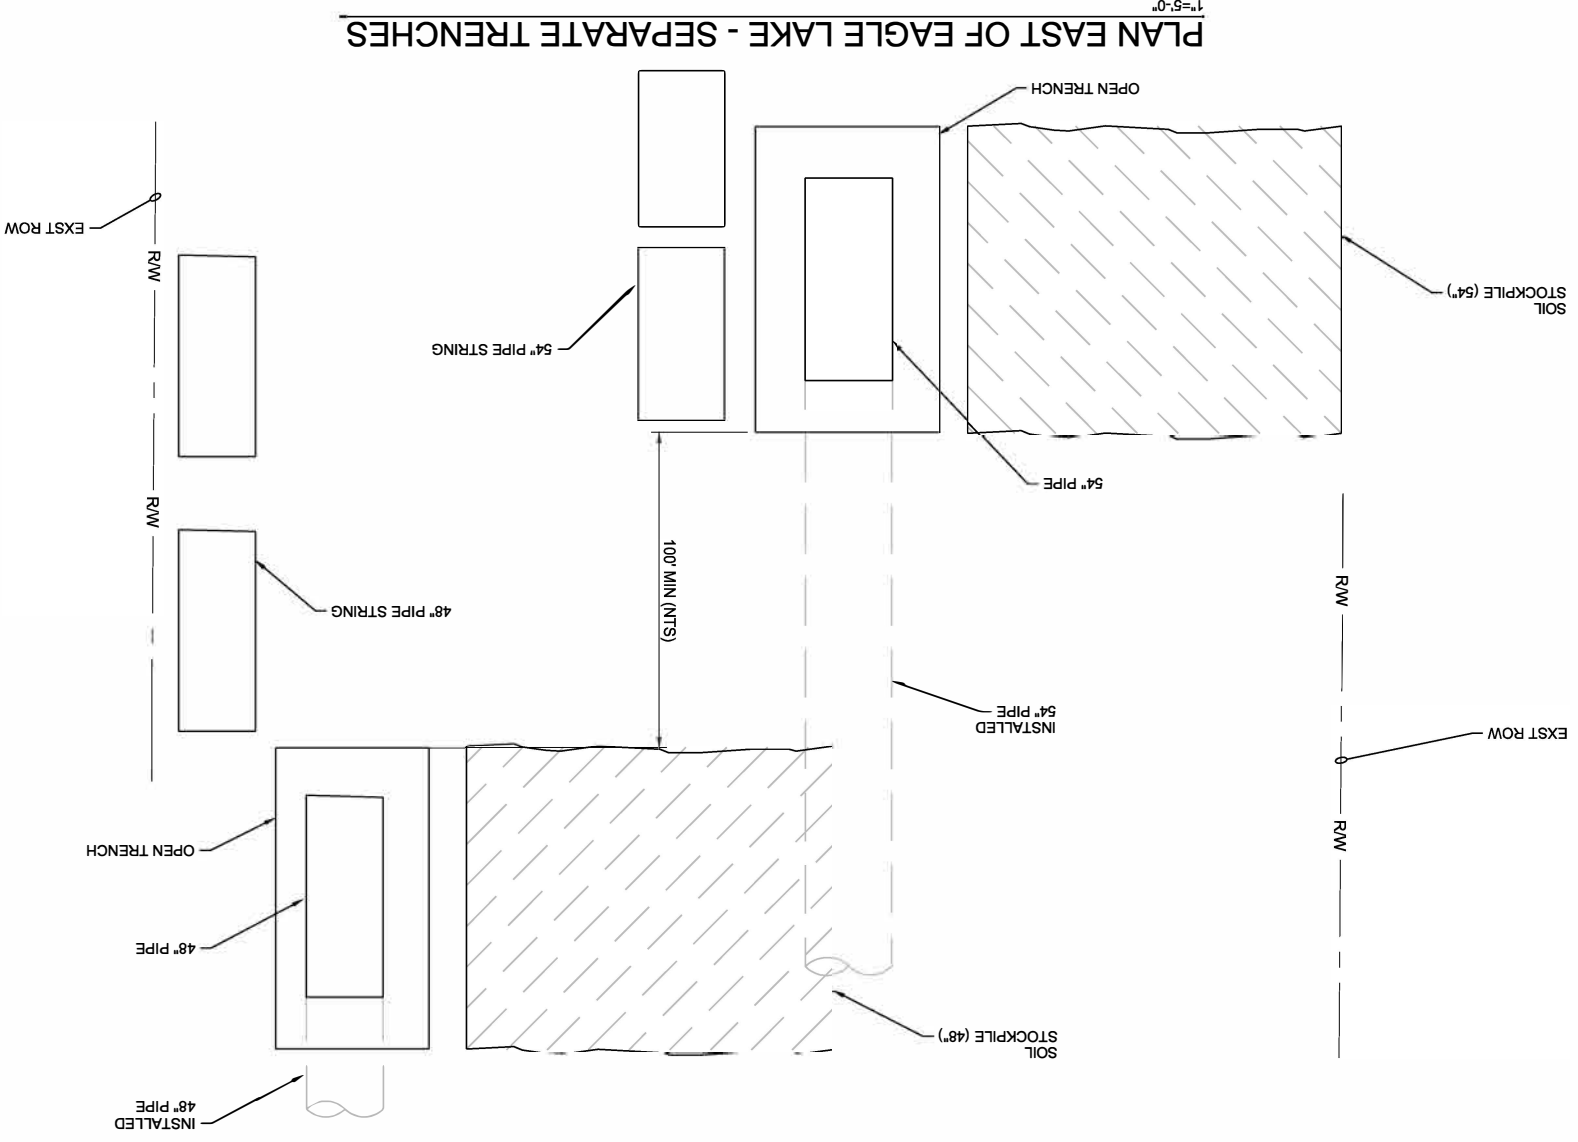 INSTALLED
48" PIPE
SOIL
STOCKPILE (48")
48" PIPE
OPEN TRENCH
R/W
EXST ROW
INSTALLED
54" PIPE
48" PIPE STRING
100' MIN (NTS)
R/W
R/W
54" PIPE
54" PIPE STRING
SOIL
STOCKPILE (54")
R/W
EXST ROW
OPEN TRENCH
PLAN EAST OF EAGLE LAKE - SEPARATE TRENCHES
1"=5'-0"